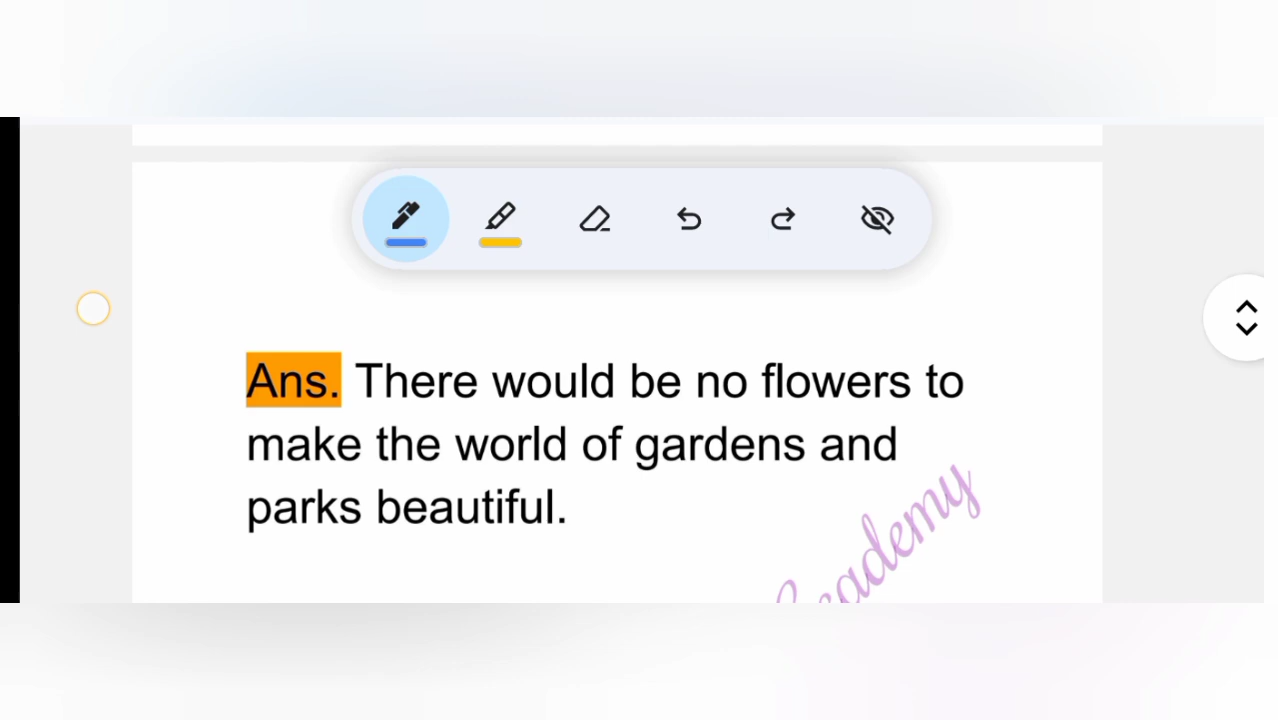 Ans. There would be no flowers to
make the world of gardens and
parks beautiful.